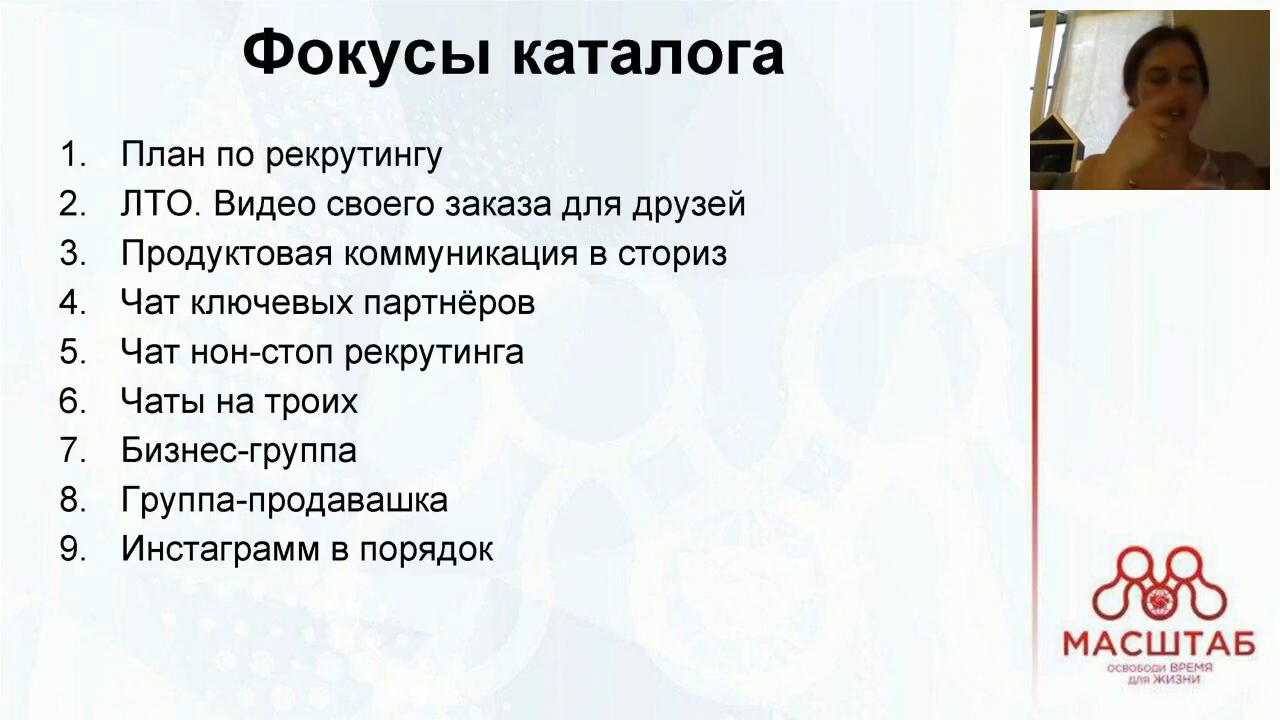 Фокусы каталога
1. План по рекрутингу
2. ЛТО. Видео своего заказа для друзей
3. Продуктовая коммуникация в сториз
4. Чат ключевых партнёров
5. Чат нон-стоп рекрутинга
6. Чаты на троих
7. Бизнес-группа
8. Группа-продавашка
9. Инстаграмм в порядок
МАСШТАБ
ОСВОБОДИ ВРЕМЯ
для ЖИЗНИ